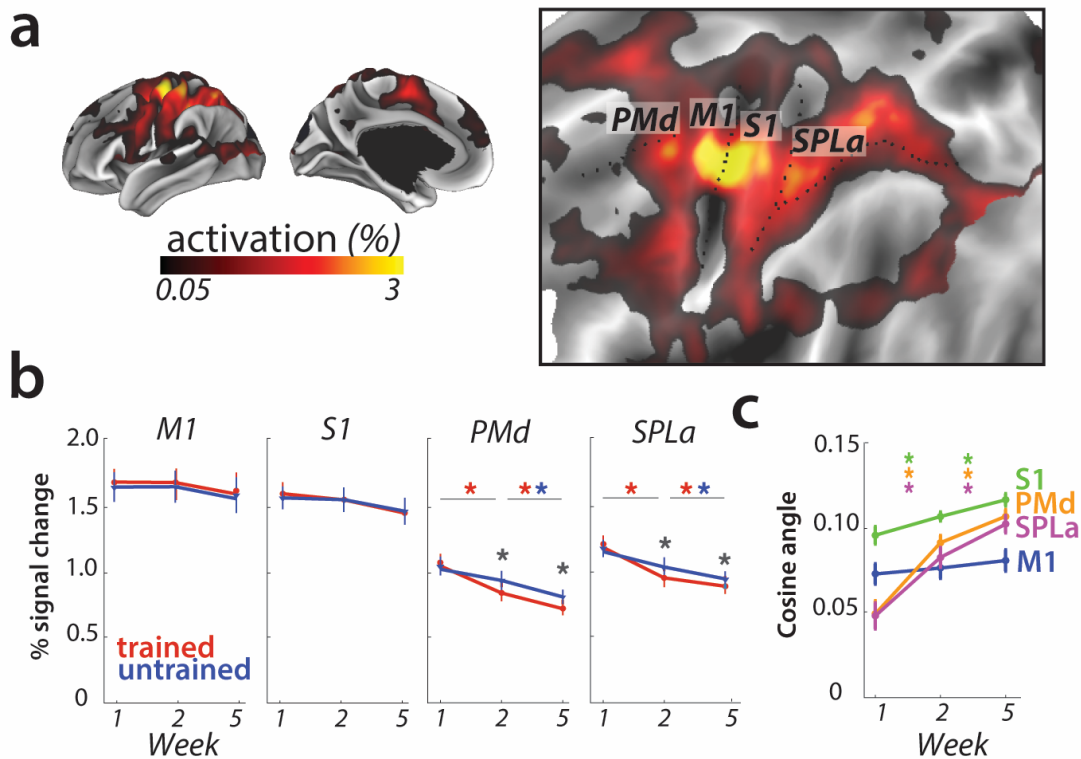 a
PMd M1 S1 SPLa
activation (%)
0.05 3
b
M1 S1 PMd SPLa
% signal change
2.0
1.5
1.0
0.5
0
* * * * * *
* * * *
trained
untrained
1 2 5 1 2 5 1 2 5 1 2 5
Week
c
Cosine angle
0.15
0.10
0.05
0
* *
* *
* *
S1
PMd
SPLa
M1
1 2 5
Week